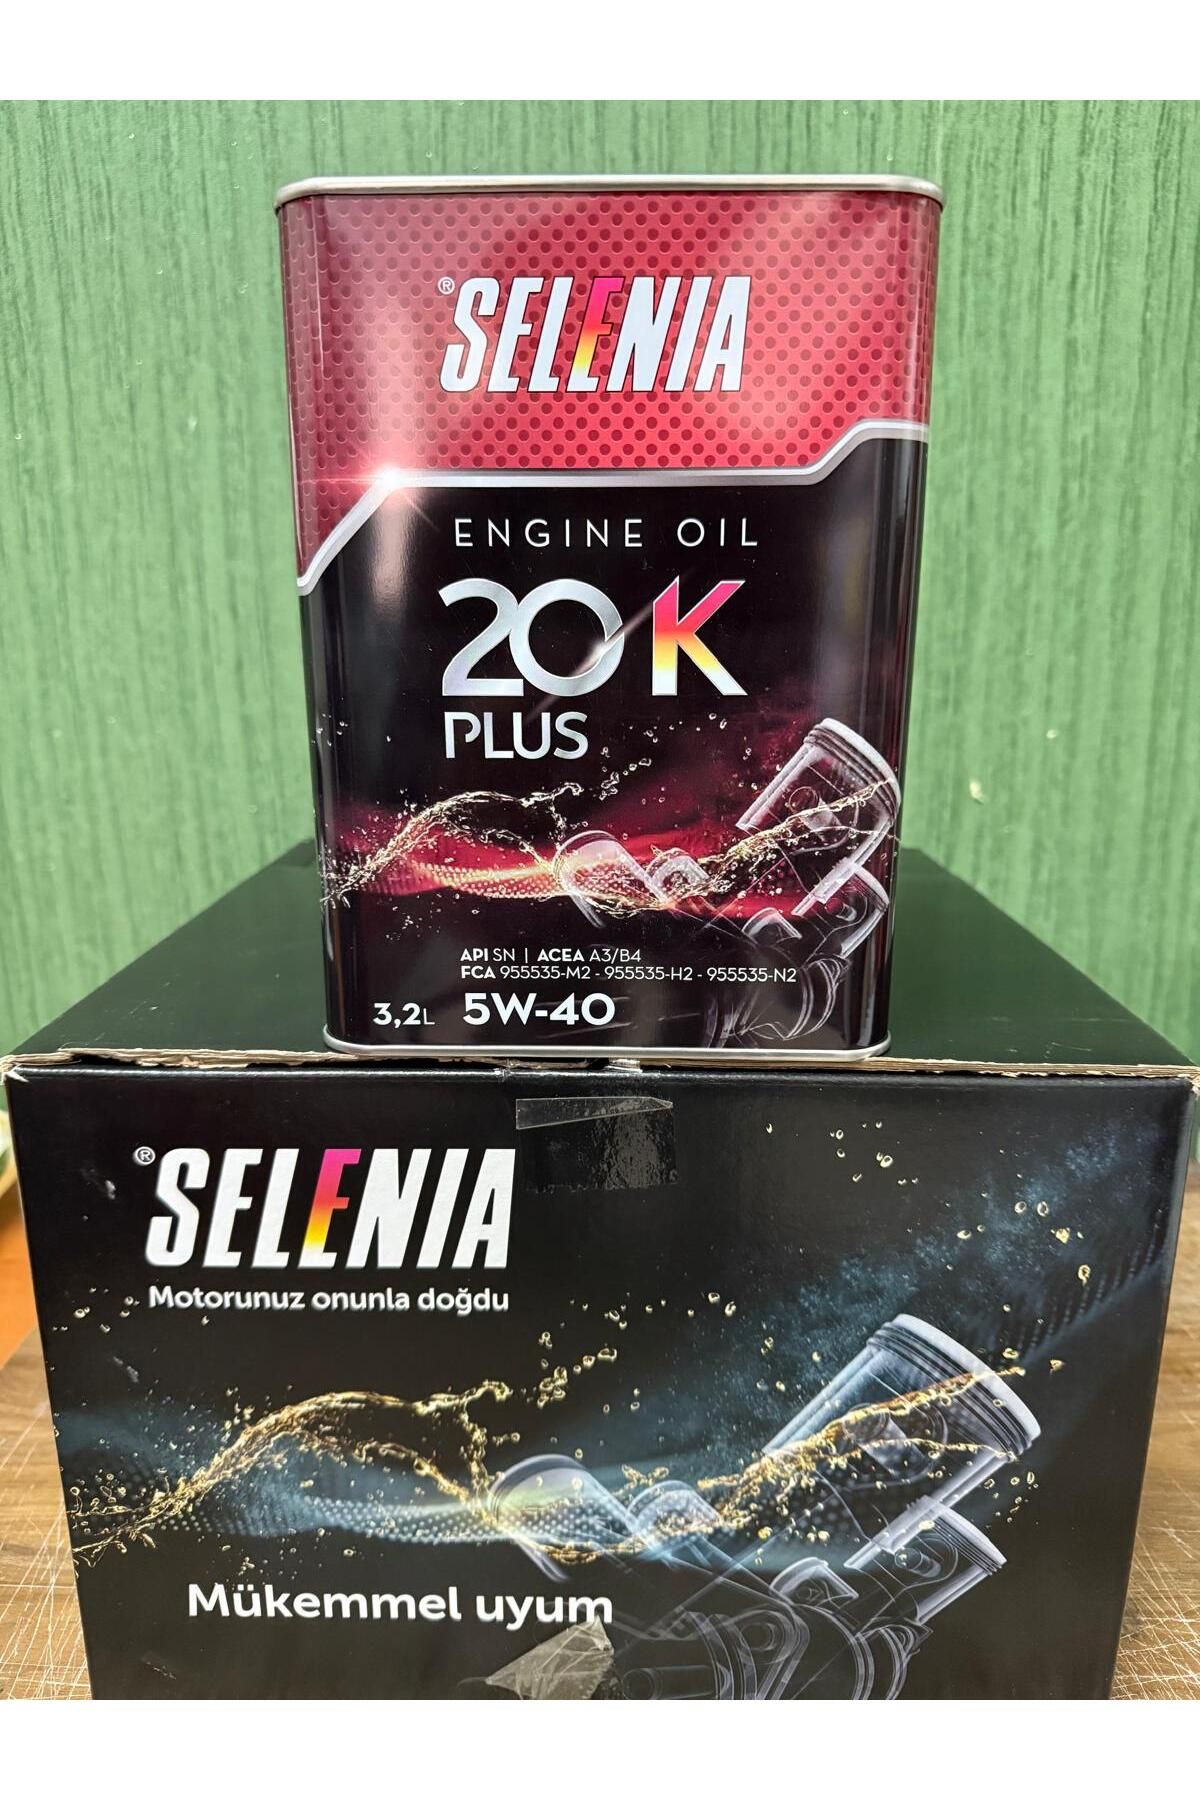 ® SELENIA
ENGINE OIL
20 K
PLUS
API SN | ACEA A3/B4
FCA 955535-M2 - 955535-H2 - 955535-N2
3,2L 5W-40
® SELENIA
Motorunuz onunla doğdu
Mükemmel uyum